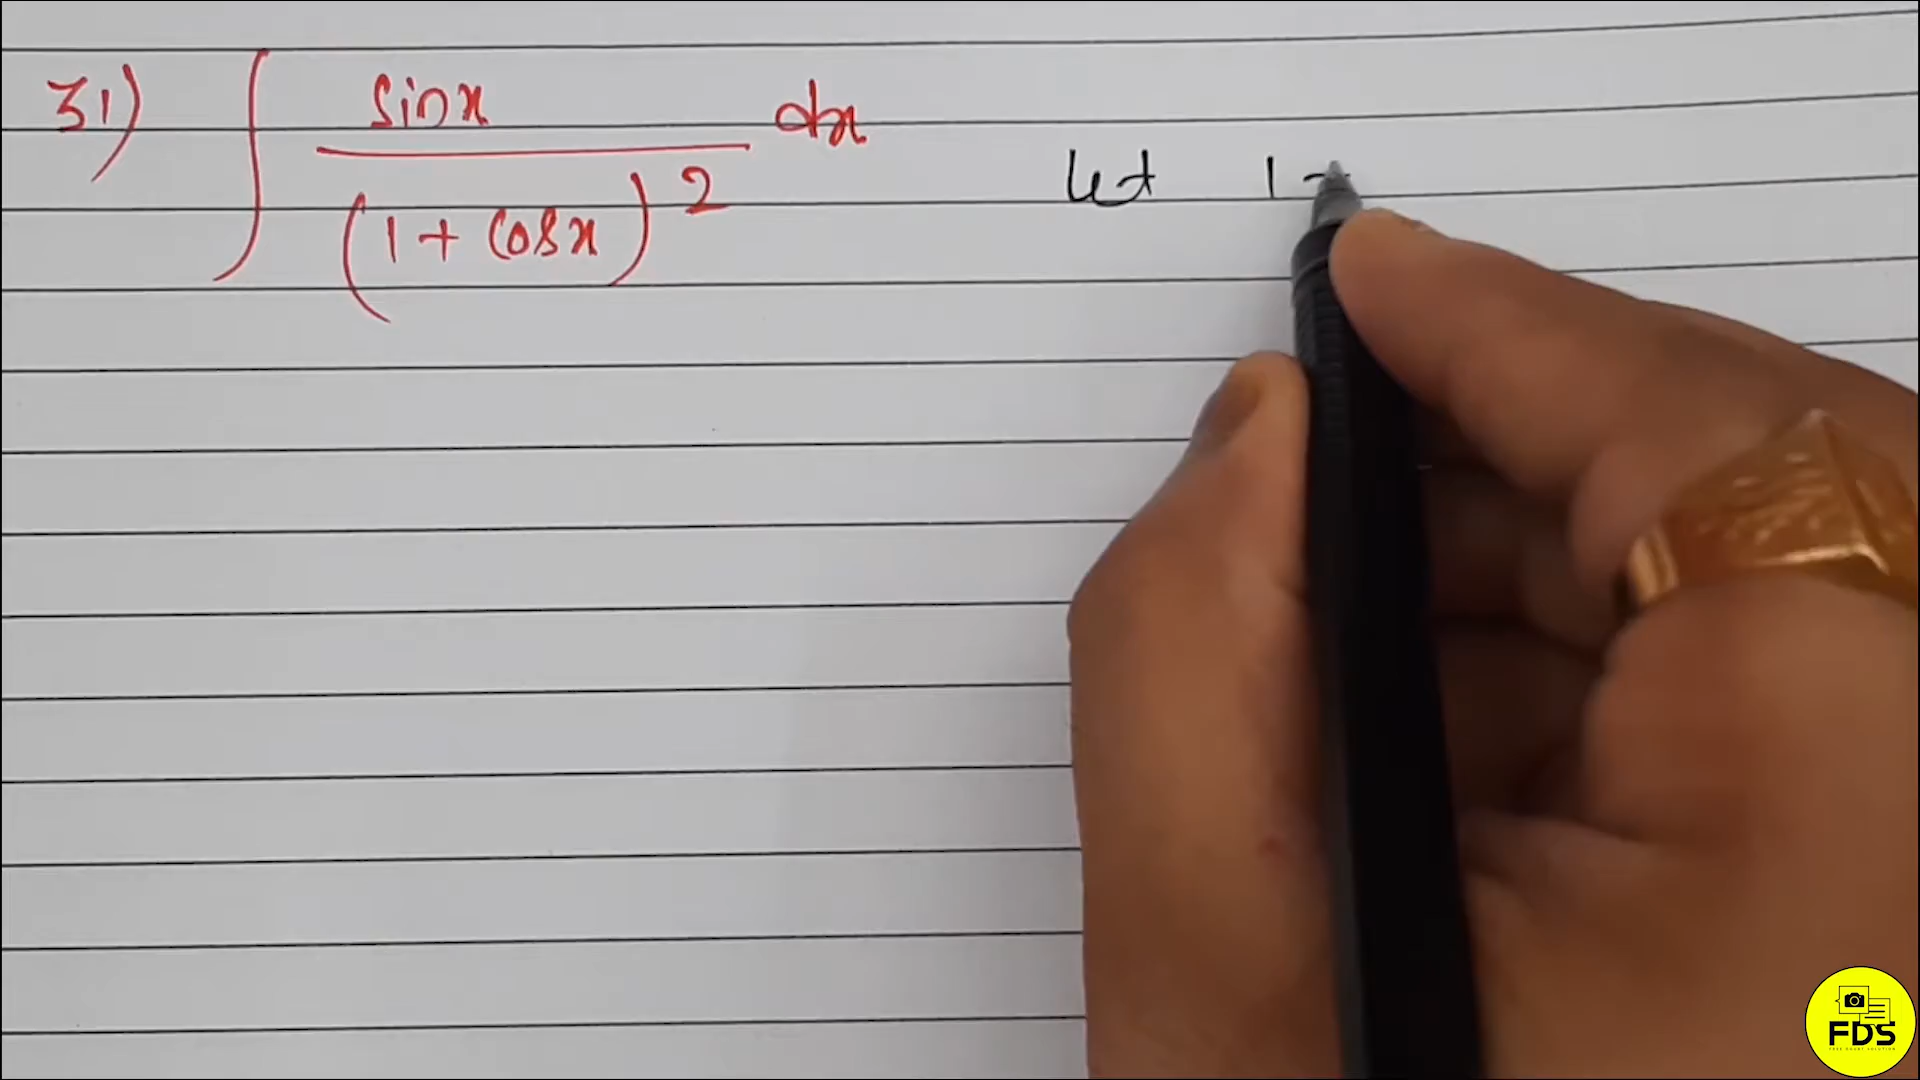 31) ∫ sinx / (1 + cosx)^2 dx
let 1 +
FDS